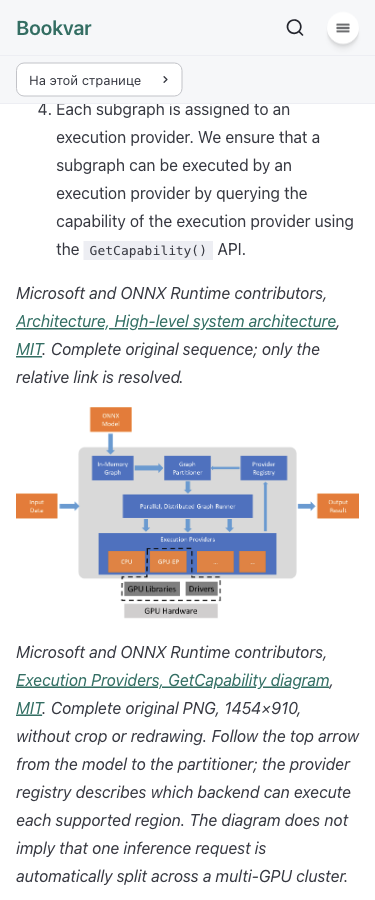 Bookvar
На этой странице
4. Each subgraph is assigned to an
execution provider. We ensure that a
subgraph can be executed by an
execution provider by querying the
capability of the execution provider using
the GetCapability() API.
Microsoft and ONNX Runtime contributors,
Architecture, High-level system architecture,
MIT. Complete original sequence; only the
relative link is resolved.
ONNX
Model
In-Memory
Graph
Graph
Partitioner
Provider
Registry
Input
Data
Parallel, Distributed Graph Runner
Output
Result
Execution Providers
CPU
GPU EP
...
...
GPU Libraries
Drivers
GPU Hardware
Microsoft and ONNX Runtime contributors,
Execution Providers, GetCapability diagram,
MIT. Complete original PNG, 1454×910,
without crop or redrawing. Follow the top arrow
from the model to the partitioner; the provider
registry describes which backend can execute
each supported region. The diagram does not
imply that one inference request is
automatically split across a multi-GPU cluster.